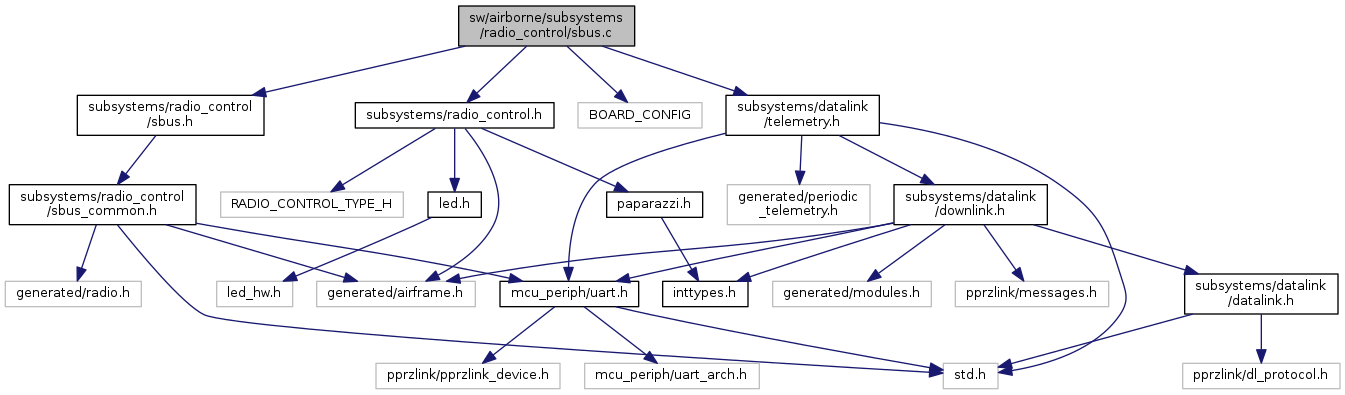 sw/airborne/subsystems
/radio_control/sbus.c
subsystems/radio_control
/sbus.h
subsystems/radio_control.h
BOARD_CONFIG
subsystems/datalink
/telemetry.h
subsystems/radio_control
/sbus_common.h
RADIO_CONTROL_TYPE_H
led.h
paparazzi.h
generated/periodic
_telemetry.h
subsystems/datalink
/downlink.h
generated/radio.h
led_hw.h
generated/airframe.h
mcu_periph/uart.h
inttypes.h
generated/modules.h
pprzlink/messages.h
subsystems/datalink
/datalink.h
pprzlink/pprzlink_device.h
mcu_periph/uart_arch.h
std.h
pprzlink/dl_protocol.h